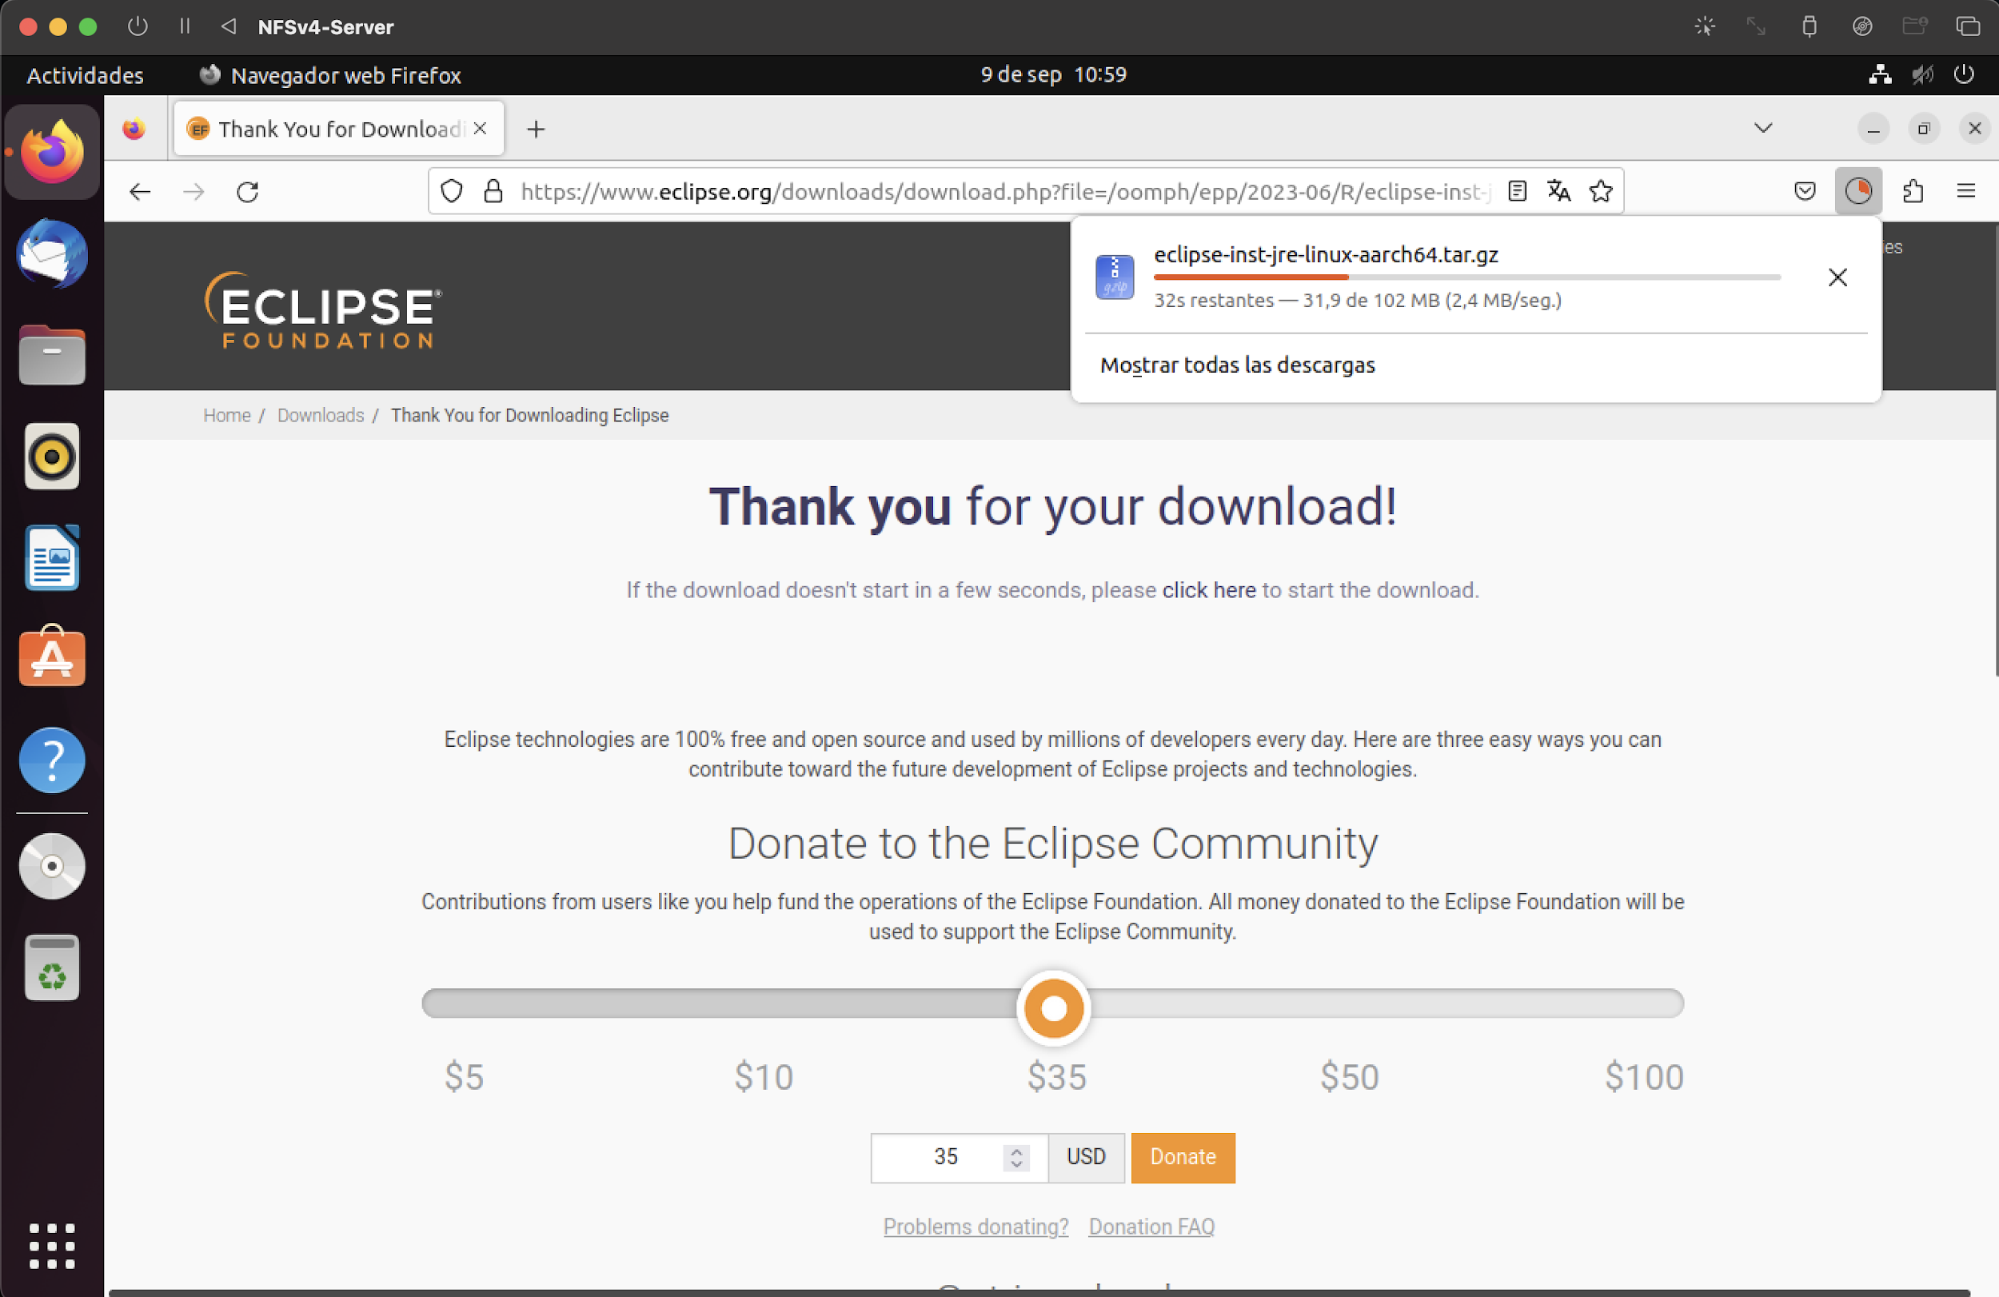 NFSv4-Server
Actividades
Navegador web Firefox
9 de sep 10:59
EF
Thank You for Downloadi
https://www.eclipse.org/downloads/download.php?file=/oomph/epp/2023-06/R/eclipse-inst-j
eclipse-inst-jre-linux-aarch64.tar.gz
gzip
32s restantes — 31,9 de 102 MB (2,4 MB/seg.)
Mostrar todas las descargas
es
ECLIPSE®
FOUNDATION
Home / Downloads / Thank You for Downloading Eclipse
Thank you for your download!
If the download doesn't start in a few seconds, please click here to start the download.
Eclipse technologies are 100% free and open source and used by millions of developers every day. Here are three easy ways you can
contribute toward the future development of Eclipse projects and technologies.
Donate to the Eclipse Community
Contributions from users like you help fund the operations of the Eclipse Foundation. All money donated to the Eclipse Foundation will be
used to support the Eclipse Community.
$5 $10 $35 $50 $100
35 USD Donate
Problems donating? Donation FAQ